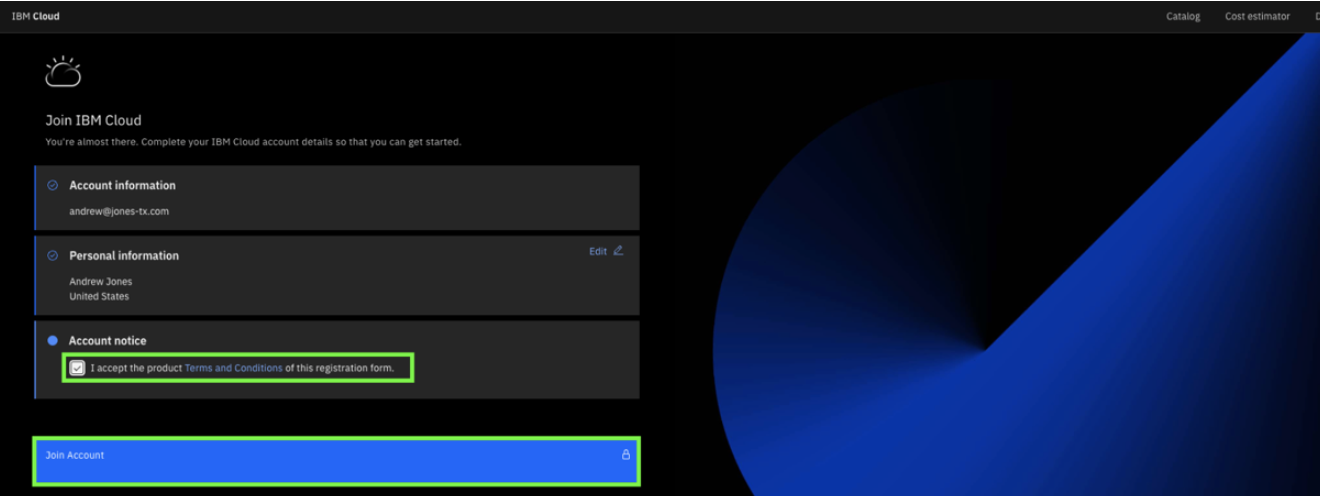 IBM Cloud
Catalog
Cost estimator
Join IBM Cloud
You're almost there. Complete your IBM Cloud account details so that you can get started.
Account information
andrew@jones-tx.com
Personal information
Edit
Andrew Jones
United States
Account notice
I accept the product Terms and Conditions of this registration form.
Join Account